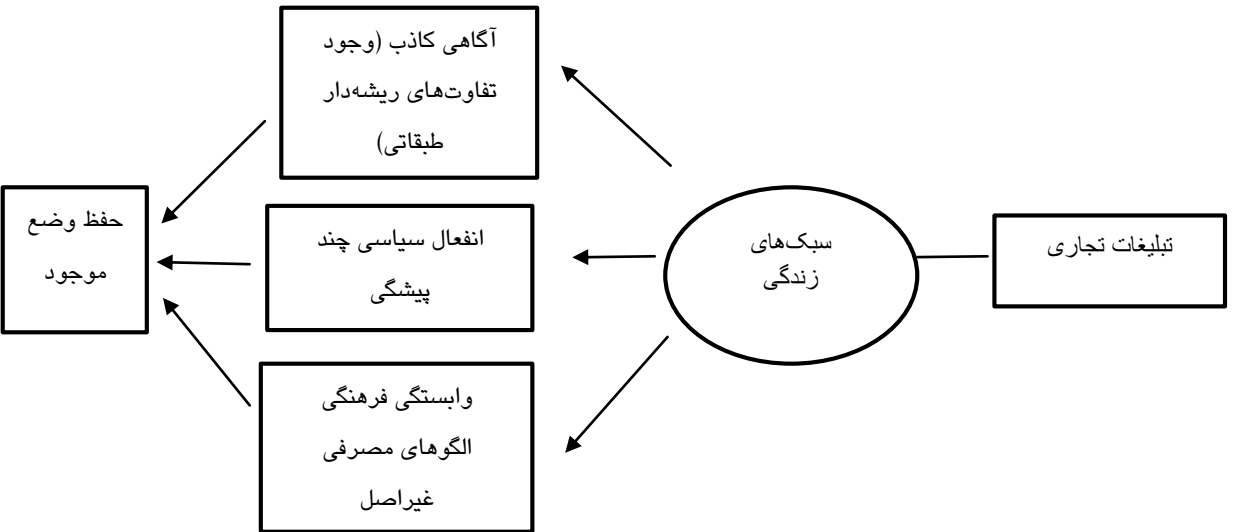 تبلیغات تجاری
سبک‌های
زندگی
آگاهی کاذب (وجود
تفاوت‌های ریشه‌دار
طبقاتی)
انفعال سیاسی چند
پیشگی
وابستگی فرهنگی
الگوهای مصرفی
غیراصل
حفظ وضع
موجود